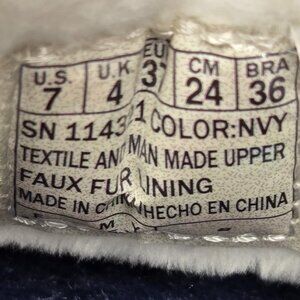 U.S. U.K EU CM BRA
7 4 37 24 36
SN 1143 1 COLOR:NVY
TEXTILE AND MAN MADE UPPER
FAUX FUR LINING
MADE IN CHINA/HECHO EN CHINA
M